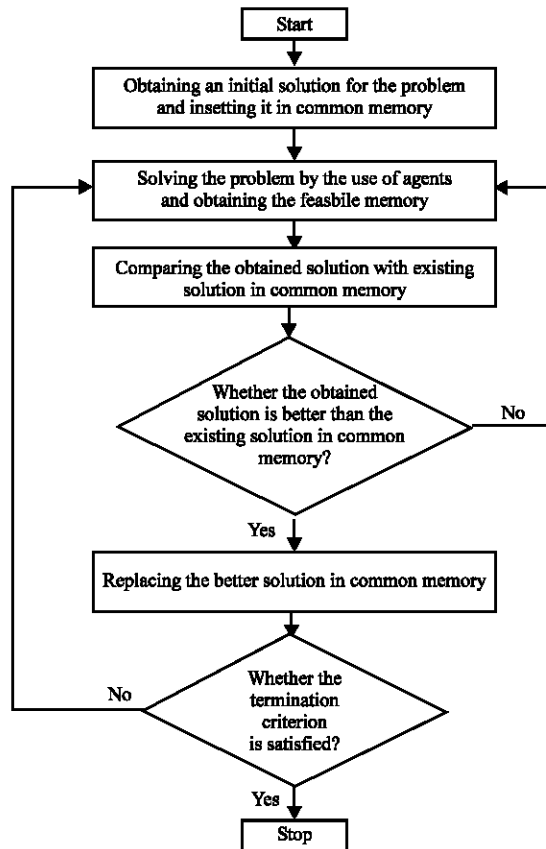 Start
Obtaining an initial solution for the problem
and insetting it in common memory
Solving the problem by the use of agents
and obtaining the feasbile memory
Comparing the obtained solution with existing
solution in common memory
Whether the obtained
solution is better than the
existing solution in common
memory?
No
Yes
Replacing the better solution in common memory
Whether the
termination
criterion
is satisfied?
No
Yes
Stop